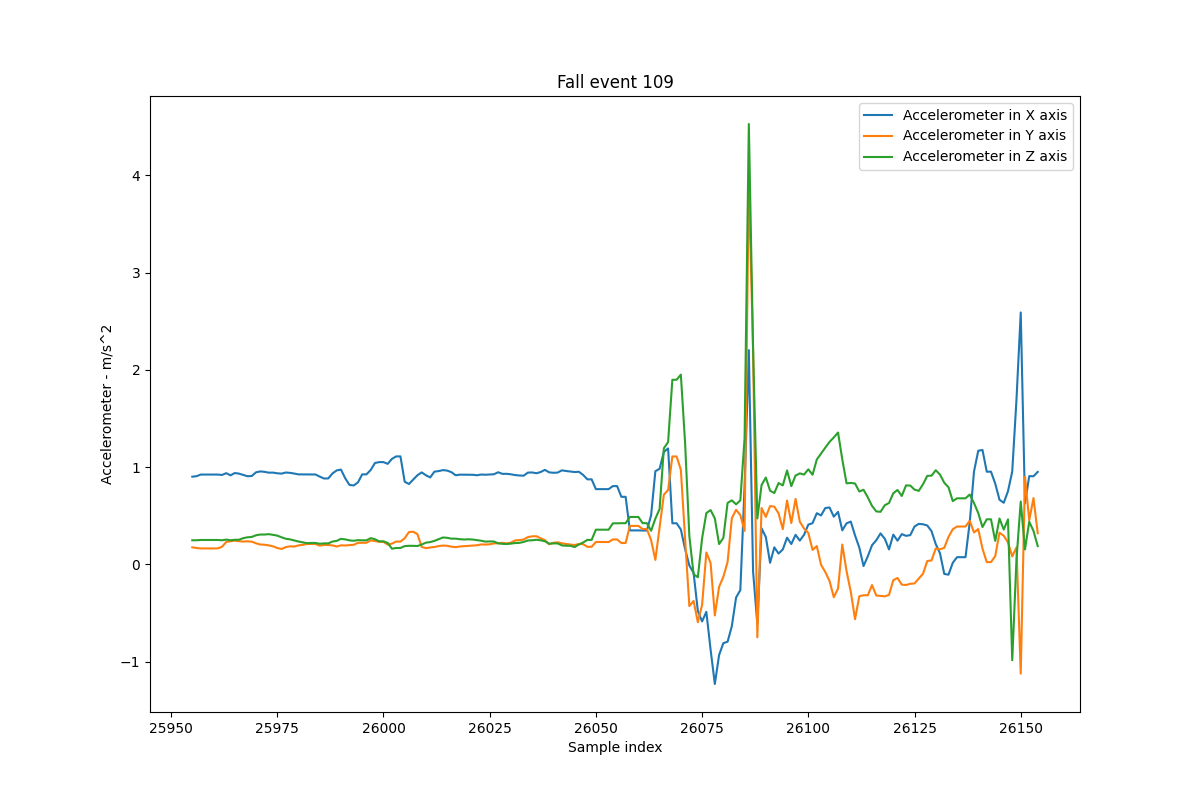 Fall event 109
Accelerometer in X axis
Accelerometer in Y axis
Accelerometer in Z axis
Accelerometer - m/s^2
4
3
2
1
0
−1
25950 25975 26000 26025 26050 26075 26100 26125 26150
Sample index